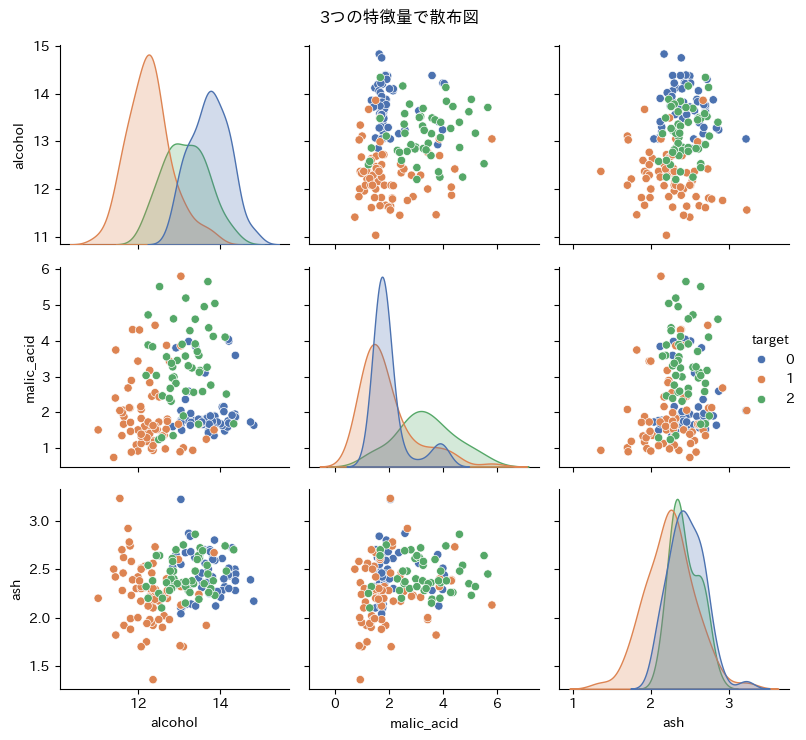 3つの特徴量で散布図
15
14
13
12
11
alcohol
6
5
4
3
2
1
malic_acid
target
0
1
2
3.0
2.5
2.0
1.5
ash
12 14
0 2 4 6
1 2 3
alcohol
malic_acid
ash